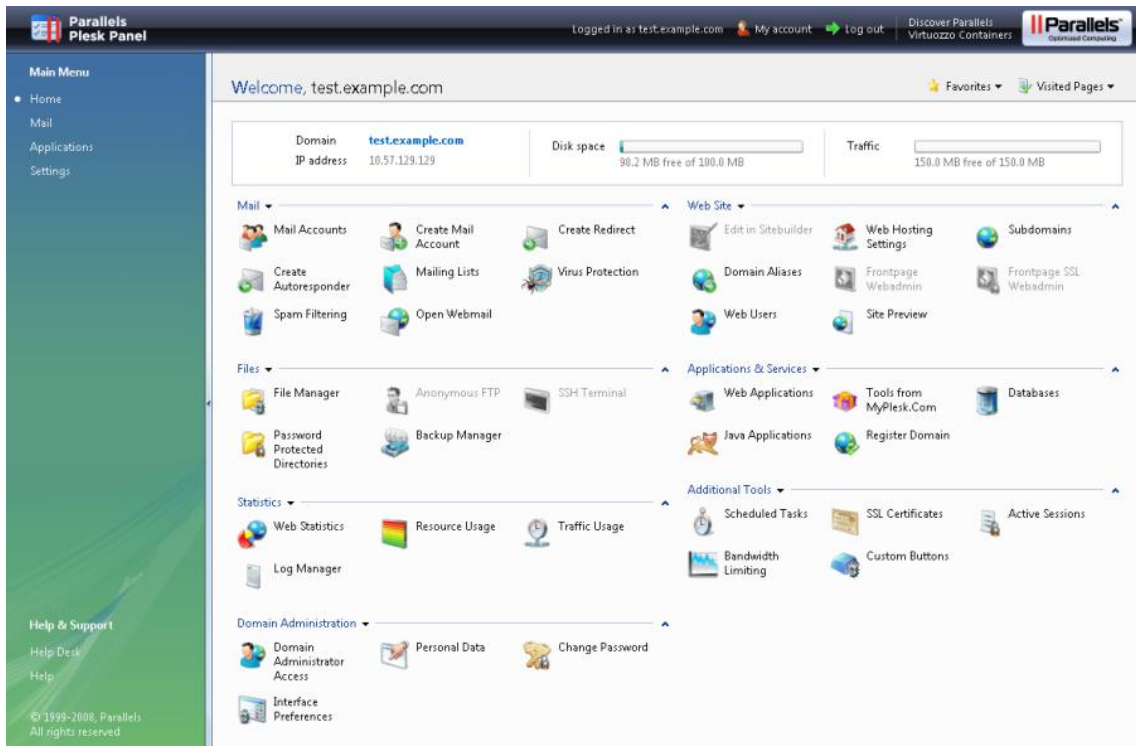 Parallels
Plesk Panel
Logged in as test.example.com My account Log out
Discover Parallels
Virtuozzo Containers
Parallels
Optimized Computing
Main Menu
Home
Mail
Applications
Settings
Welcome, test.example.com
Favorites
Visited Pages
Domain test.example.com
IP address 10.57.129.129
Disk space
98.2 MB free of 100.0 MB
Traffic
150.0 MB free of 150.0 MB
Mail
Mail Accounts
Create Mail
Account
Create Redirect
Create
Autoresponder
Mailing Lists
Virus Protection
Spam Filtering
Open Webmail
Web Site
Edit in Sitebuilder
Web Hosting
Settings
Subdomains
Domain Aliases
Frontpage
Webadmin
Frontpage SSL
Webadmin
Web Users
Site Preview
Files
File Manager
Anonymous FTP
SSH Terminal
Password
Protected
Directories
Backup Manager
Applications & Services
Web Applications
Tools from
MyPlesk.Com
Databases
Java Applications
Register Domain
Statistics
Web Statistics
Resource Usage
Traffic Usage
Log Manager
Additional Tools
Scheduled Tasks
SSL Certificates
Active Sessions
Bandwidth
Limiting
Custom Buttons
Domain Administration
Domain
Administrator
Access
Personal Data
Change Password
Interface
Preferences
Help & Support
Help Desk
Help
© 1999-2008, Parallels
All rights reserved